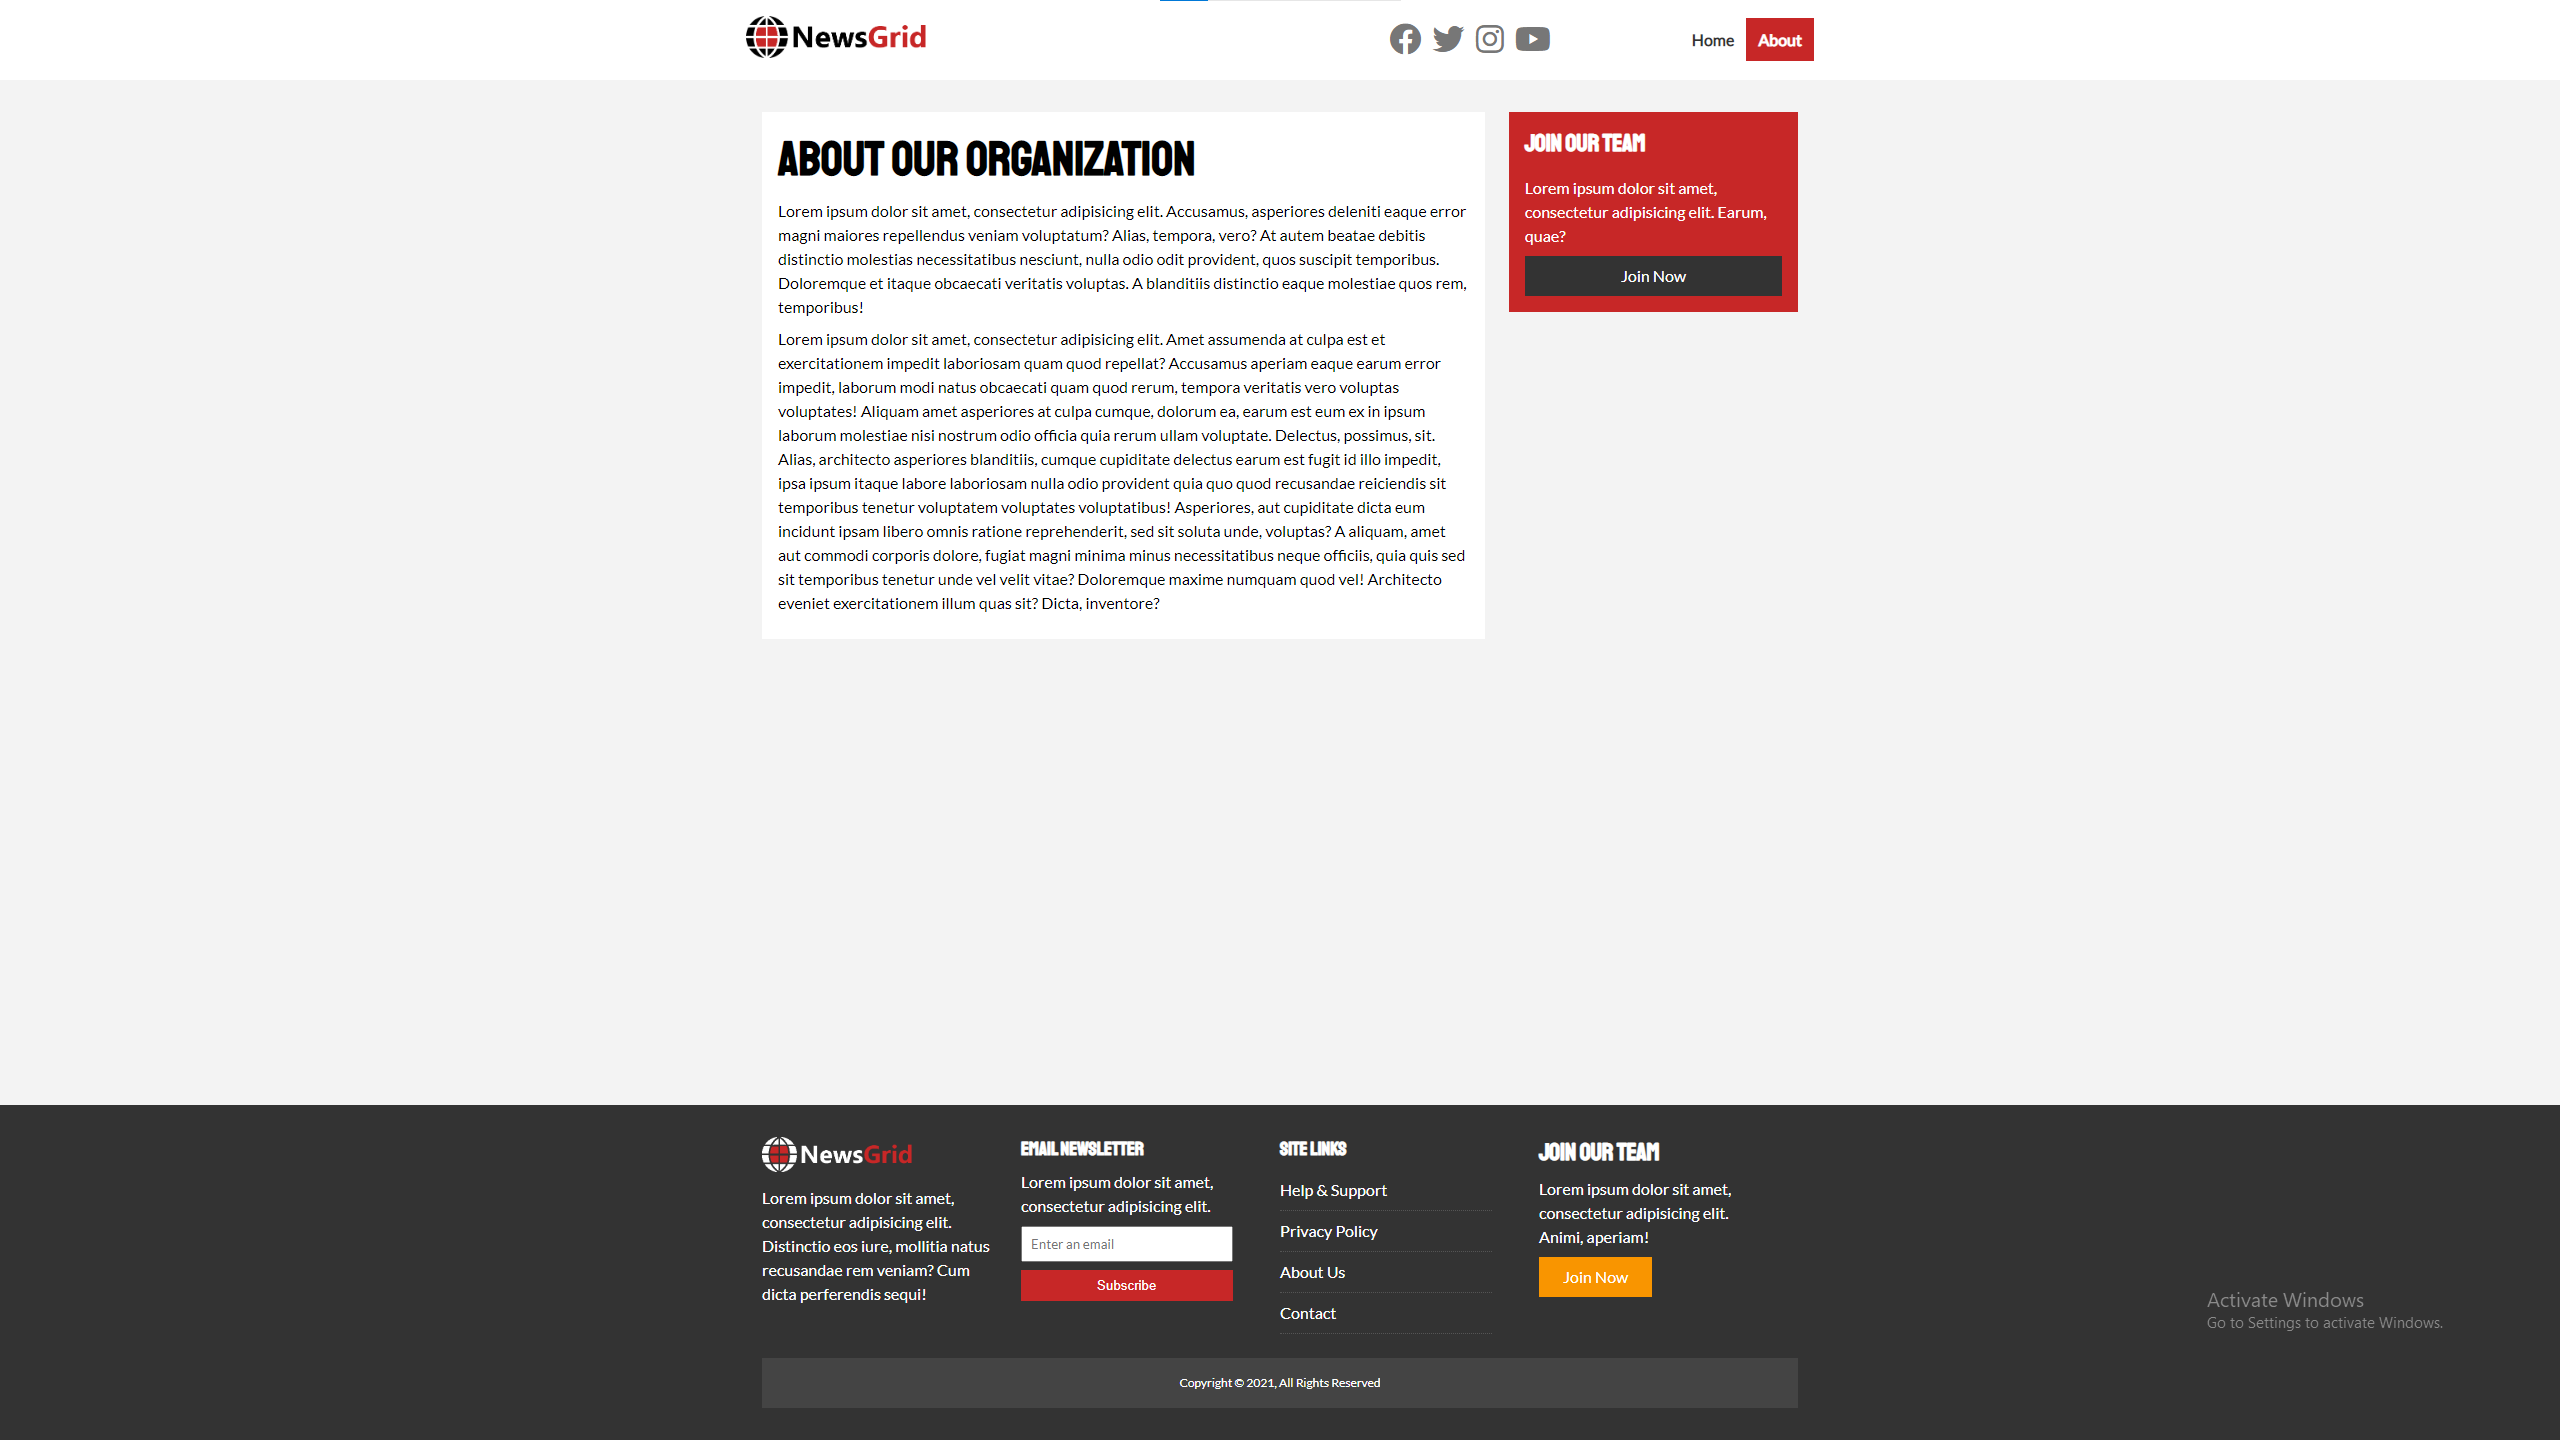 NewsGrid
Home
About
ABOUT OUR ORGANIZATION
Lorem ipsum dolor sit amet, consectetur adipisicing elit. Accusamus, asperiores deleniti eaque error
magni maiores repellendus veniam voluptatum? Alias, tempora, vero? At autem beatae debitis
distinctio molestias necessitatibus nesciunt, nulla odio odit provident, quos suscipit temporibus.
Doloremque et itaque obcaecati veritatis voluptas. A blanditiis distinctio eaque molestiae quos rem,
temporibus!
Lorem ipsum dolor sit amet, consectetur adipisicing elit. Amet assumenda at culpa est et
exercitationem impedit laboriosam quam quod repellat? Accusamus aperiam eaque earum error
impedit, laborum modi natus obcaecati quam quod rerum, tempora veritatis vero voluptas
voluptates! Aliquam amet asperiores at culpa cumque, dolorum ea, earum est eum ex in ipsum
laborum molestiae nisi nostrum odio officia quia rerum ullam voluptate. Delectus, possimus, sit.
Alias, architecto asperiores blanditiis, cumque cupiditate delectus earum est fugit id illo impedit,
ipsa ipsum itaque labore laboriosam nulla odio provident quia quo quod recusandae reiciendis sit
temporibus tenetur voluptatem voluptates voluptatibus! Asperiores, aut cupiditate dicta eum
incidunt ipsam libero omnis ratione reprehenderit, sed sit soluta unde, voluptas? A aliquam, amet
aut commodi corporis dolore, fugiat magni minima minus necessitatibus neque officiis, quia quis sed
sit temporibus tenetur unde vel velit vitae? Doloremque maxime numquam quod vel! Architecto
eveniet exercitationem illum quas sit? Dicta, inventore?
JOIN OUR TEAM
Lorem ipsum dolor sit amet,
consectetur adipisicing elit. Earum,
quae?
Join Now
NewsGrid
Lorem ipsum dolor sit amet,
consectetur adipisicing elit.
Distinctio eos iure, mollitia natus
recusandae rem veniam? Cum
dicta perferendis sequi!
EMAIL NEWSLETTER
Lorem ipsum dolor sit amet,
consectetur adipisicing elit.
Enter an email
Subscribe
SITE LINKS
Help & Support
Privacy Policy
About Us
Contact
JOIN OUR TEAM
Lorem ipsum dolor sit amet,
consectetur adipisicing elit.
Animi, aperiam!
Join Now
Activate Windows
Go to Settings to activate Windows.
Copyright © 2021, All Rights Reserved